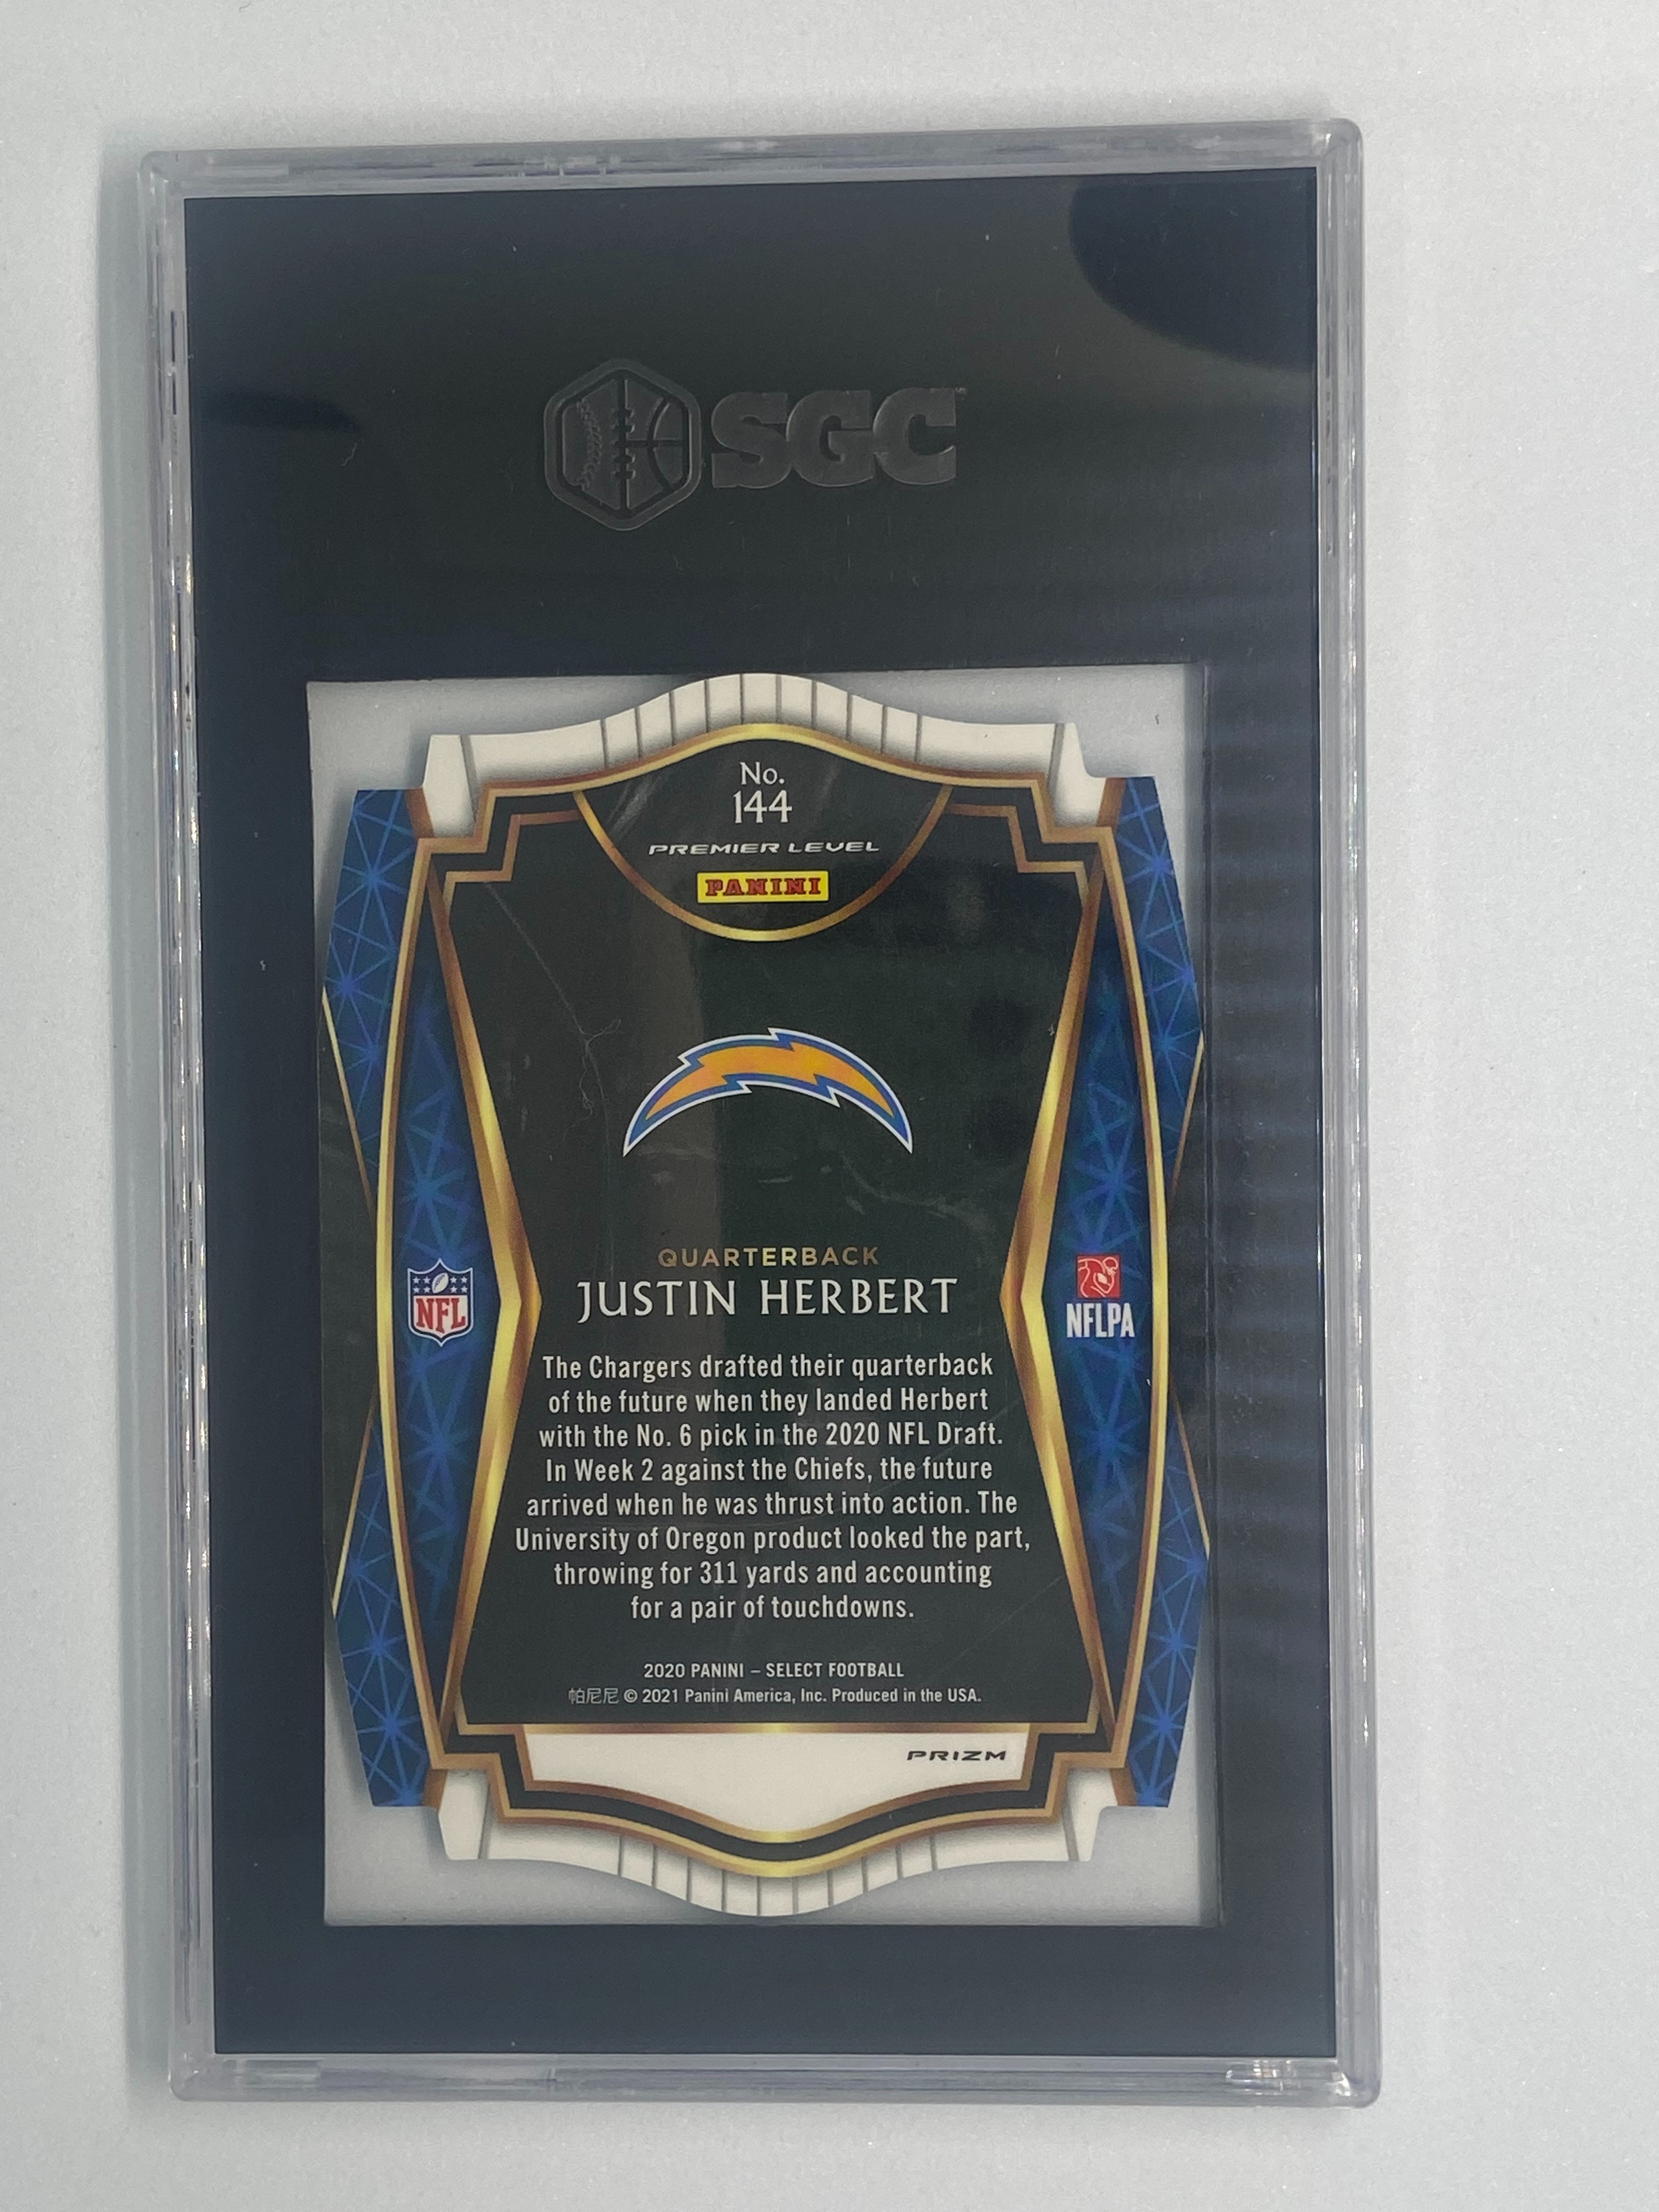 SGC
No.
144
PREMIER LEVEL
PANINI
QUARTERBACK
JUSTIN HERBERT
NFL
NFLPA
The Chargers drafted their quarterback
of the future when they landed Herbert
with the No. 6 pick in the 2020 NFL Draft.
In Week 2 against the Chiefs, the future
arrived when he was thrust into action. The
University of Oregon product looked the part,
throwing for 311 yards and accounting
for a pair of touchdowns.
2020 PANINI – SELECT FOOTBALL
帕尼尼 © 2021 Panini America, Inc. Produced in the USA.
PRIZM